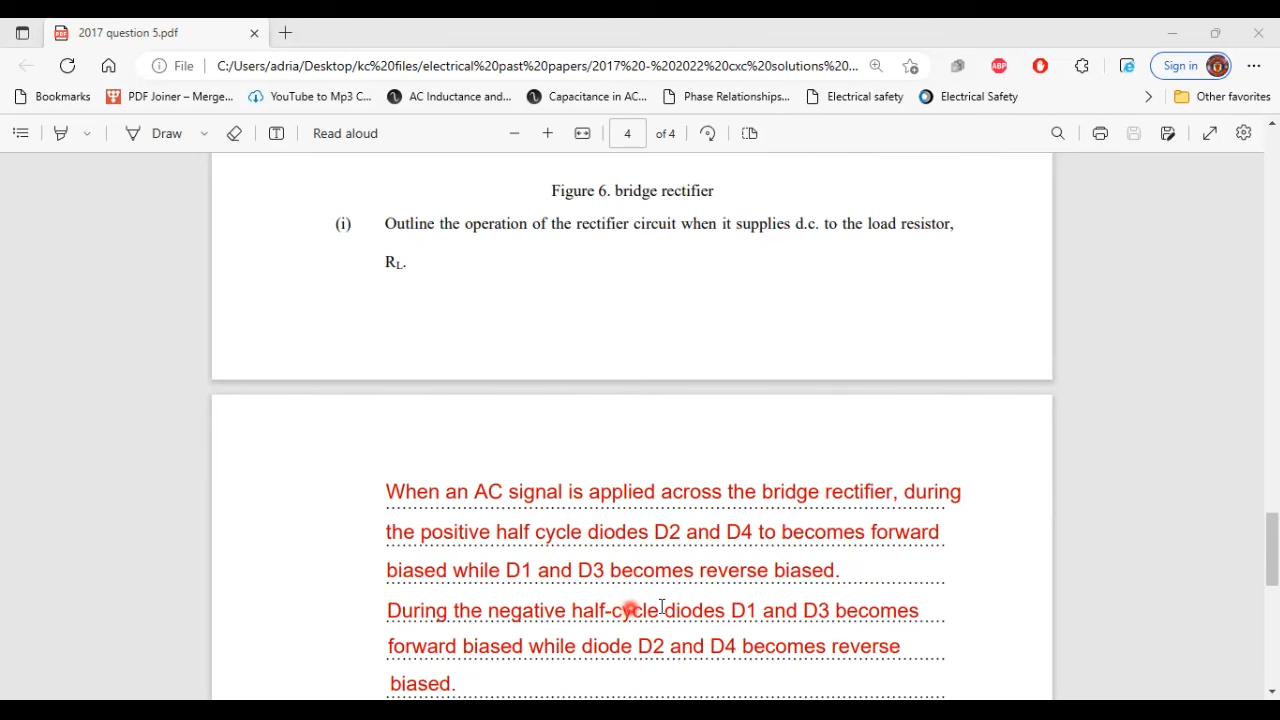 2017 question 5.pdf
File
C:/Users/adria/Desktop/kc%20files/electrical%20past%20papers/2017%20-%202022%20cxc%20solutions%20...
Sign in
Bookmarks
PDF Joiner – Merge...
YouTube to Mp3 C...
AC Inductance and...
Capacitance in AC...
Phase Relationships...
Electrical safety
Electrical Safety
Other favorites
Draw
Read aloud
4 of 4
Figure 6. bridge rectifier
(i) Outline the operation of the rectifier circuit when it supplies d.c. to the load resistor,
RL.
When an AC signal is applied across the bridge rectifier, during
the positive half cycle diodes D2 and D4 to becomes forward
biased while D1 and D3 becomes reverse biased.
During the negative half-cycle diodes D1 and D3 becomes
forward biased while diode D2 and D4 becomes reverse
biased.